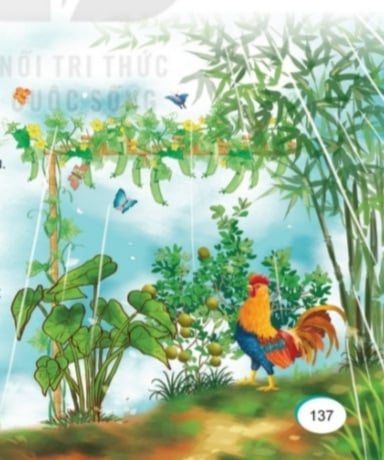 NỐI TRI THỨC
CUỘC SỐNG
137